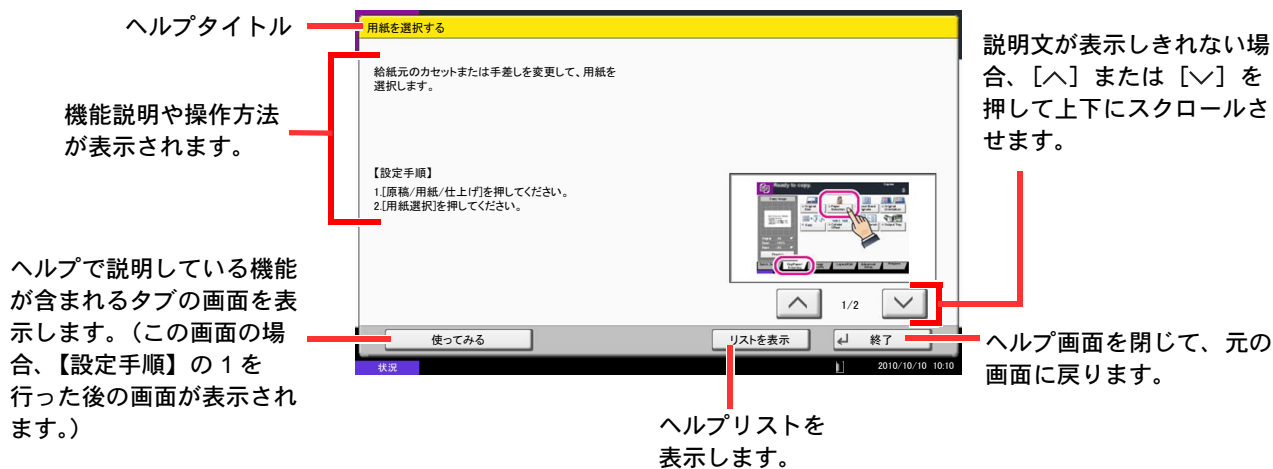 ヘルプタイトル
用紙を選択する
給紙元のカセットまたは手差しを変更して、用紙を
選択します。
機能説明や操作方法
が表示されます。
説明文が表示しきれない場
合、[︿] または [﹀] を
押して上下にスクロールさ
せます。
【設定手順】
1.[原稿/用紙/仕上げ]を押してください。
2.[用紙選択]を押してください。
Ready to copy.
1/2
ヘルプで説明している機能
が含まれるタブの画面を表
示します。（この画面の場
合、【設定手順】の 1 を
行った後の画面が表示され
ます。）
使ってみる
リストを表示
終了
状況
2010/10/10 10:10
ヘルプ画面を閉じて、元の
画面に戻ります。
ヘルプリストを
表示します。